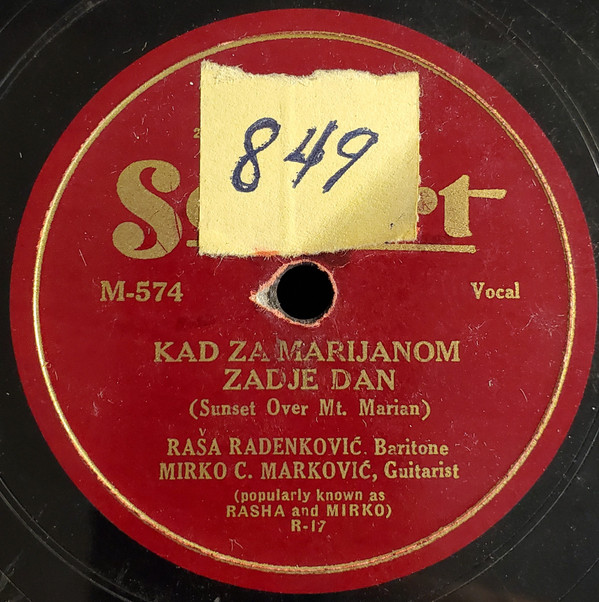 849
M-574
Vocal
KAD ZA MARIJANOM
ZADJE DAN
(Sunset Over Mt. Marian)
RAŠA RADENKOVIĆ. Baritone
MIRKO C. MARKOVIĆ, Guitarist
(popularly known as
RASHA and MIRKO)
R-17